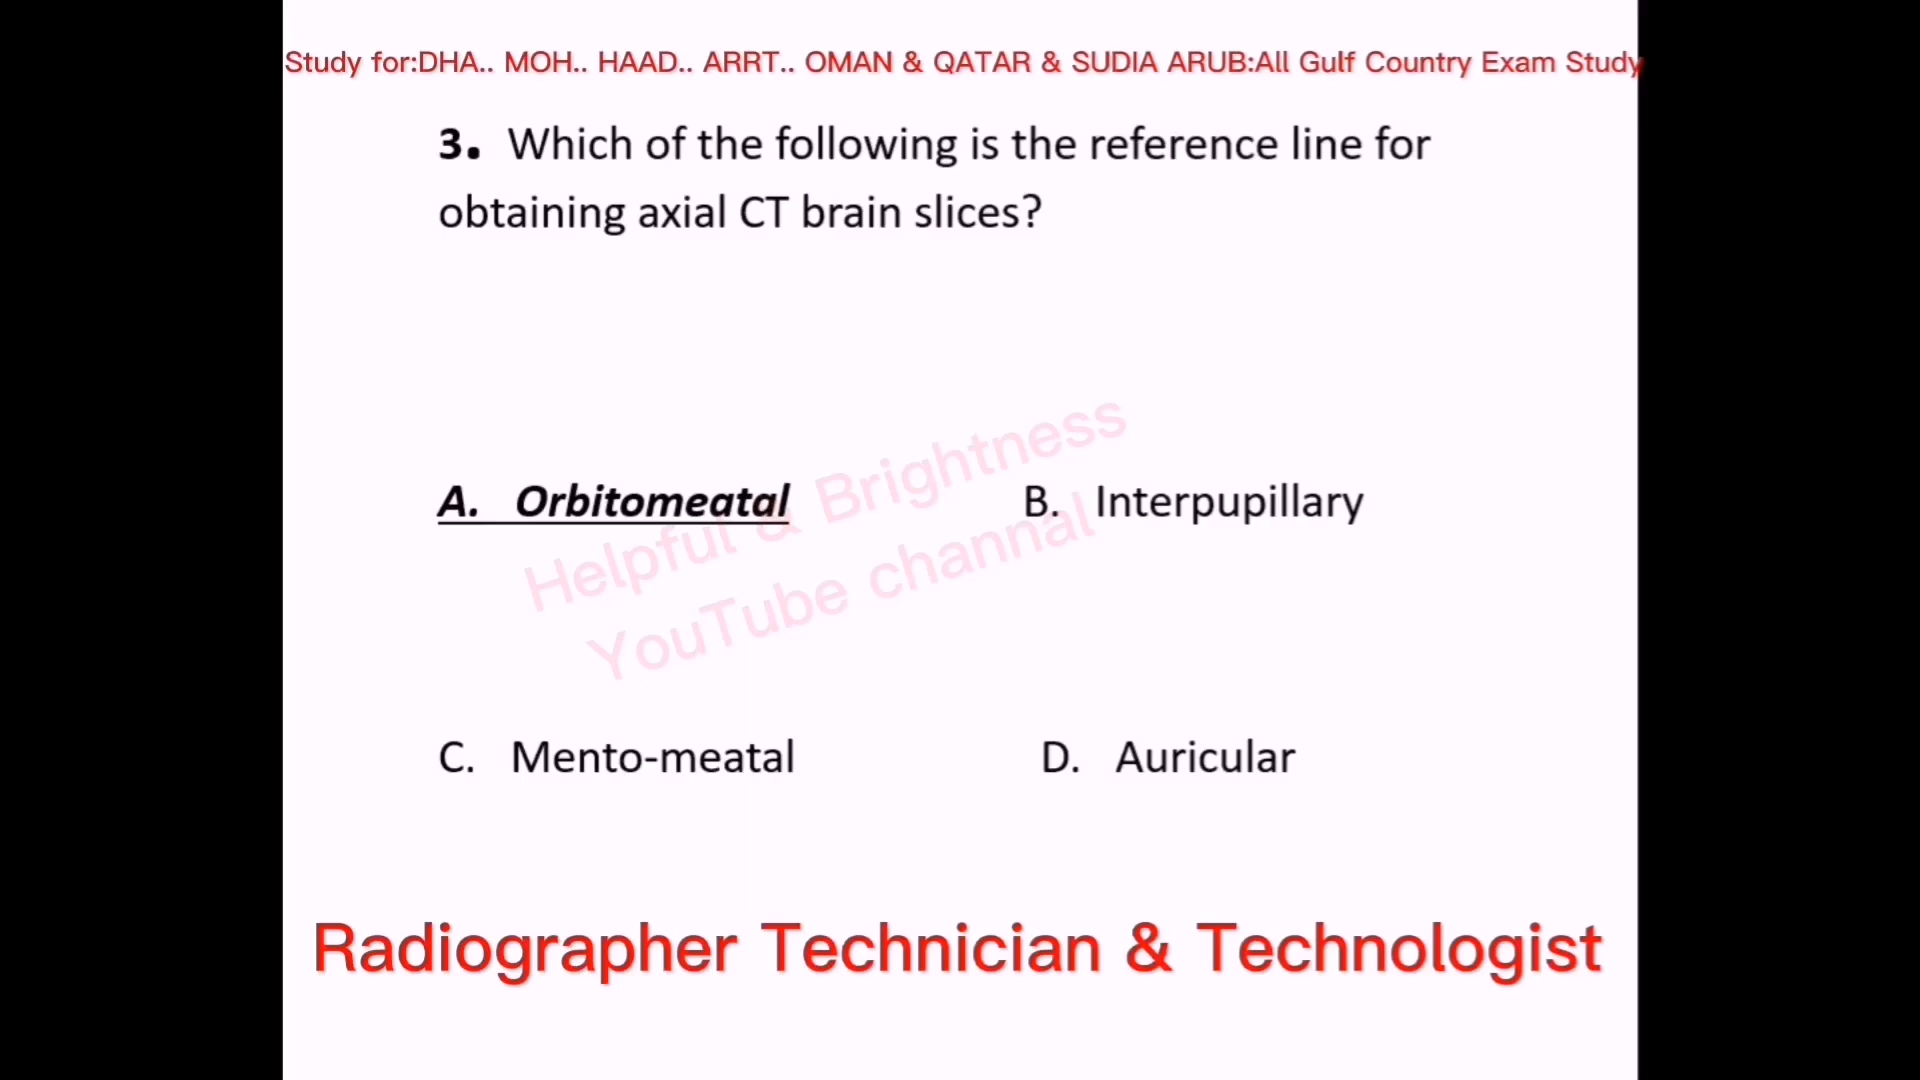 Study for:DHA.. MOH.. HAAD.. ARRT.. OMAN & QATAR & SUDIA ARUB:All Gulf Country Exam Study
3. Which of the following is the reference line for
obtaining axial CT brain slices?
A. Orbitomeatal
B. Interpupillary
Helpful & Brightness
YouTube channal
C. Mento-meatal
D. Auricular
Radiographer Technician & Technologist